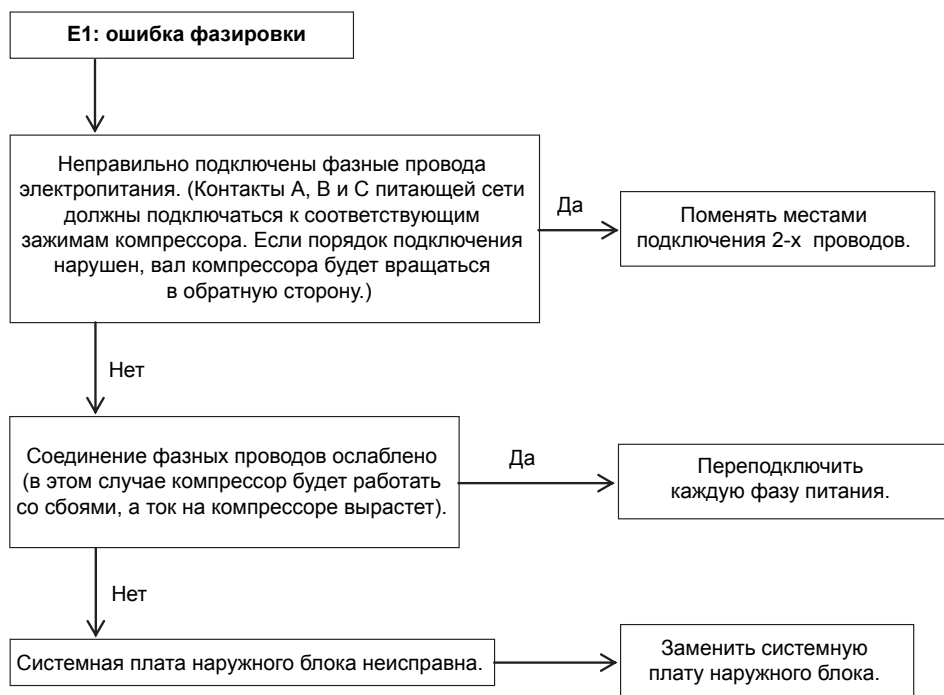 E1: ошибка фазировки
Неправильно подключены фазные провода
электропитания. (Контакты А, В и С питающей сети
должны подключаться к соответствующим
зажимам компрессора. Если порядок подключения
нарушен, вал компрессора будет вращаться
в обратную сторону.)
Да
Поменять местами
подключения 2-х проводов.
Нет
Соединение фазных проводов ослаблено
(в этом случае компрессор будет работать
со сбоями, а ток на компрессоре вырастет).
Да
Переподключить
каждую фазу питания.
Нет
Системная плата наружного блока неисправна.
Заменить системную
плату наружного блока.